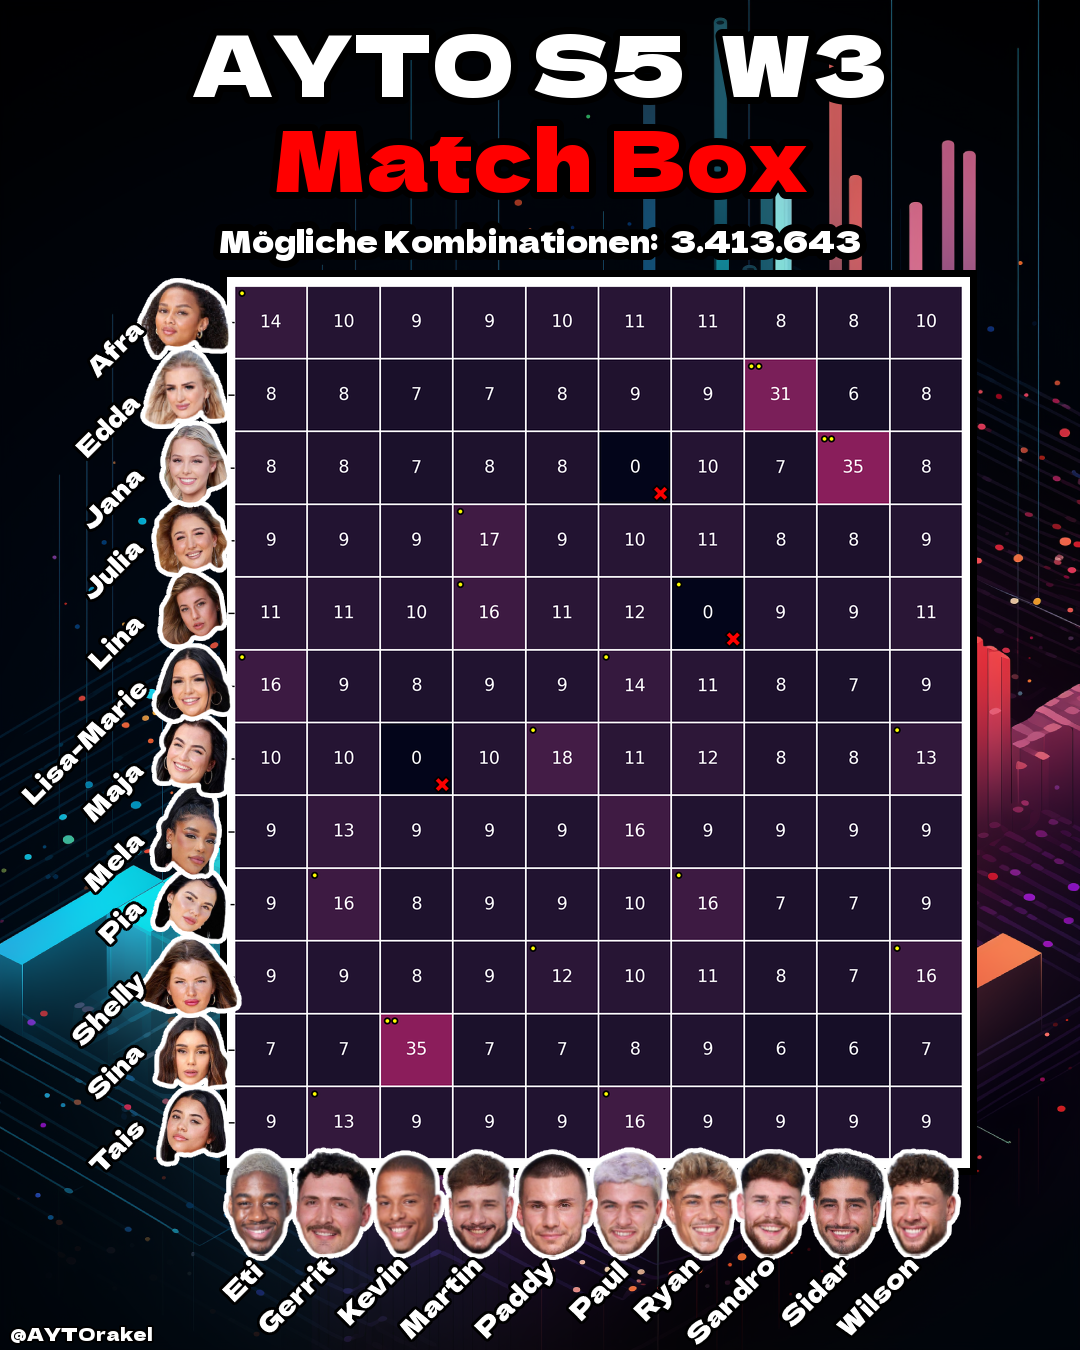 AYTO S5 W3
Match Box
Mögliche Kombinationen: 3.413.643
Afra 14 10 9 9 10 11 11 8 8 10
Edda 8 8 7 7 8 9 9 31 6 8
Jana 8 8 7 8 8 0 10 7 35 8
Julia 9 9 9 17 9 10 11 8 8 9
Lina 11 11 10 16 11 12 0 9 9 11
Lisa-Marie 16 9 8 9 9 14 11 8 7 9
Maja 10 10 0 10 18 11 12 8 8 13
Mela 9 13 9 9 9 16 9 9 9 9
Pia 9 16 8 9 9 10 16 7 7 9
Shelly 9 9 8 9 12 10 11 8 7 16
Sina 7 7 35 7 7 8 9 6 6 7
Tais 9 13 9 9 9 16 9 9 9 9
Eti Gerrit Kevin Martin Paddy Paul Ryan Sandro Sidar Wilson
@AYTOrakel